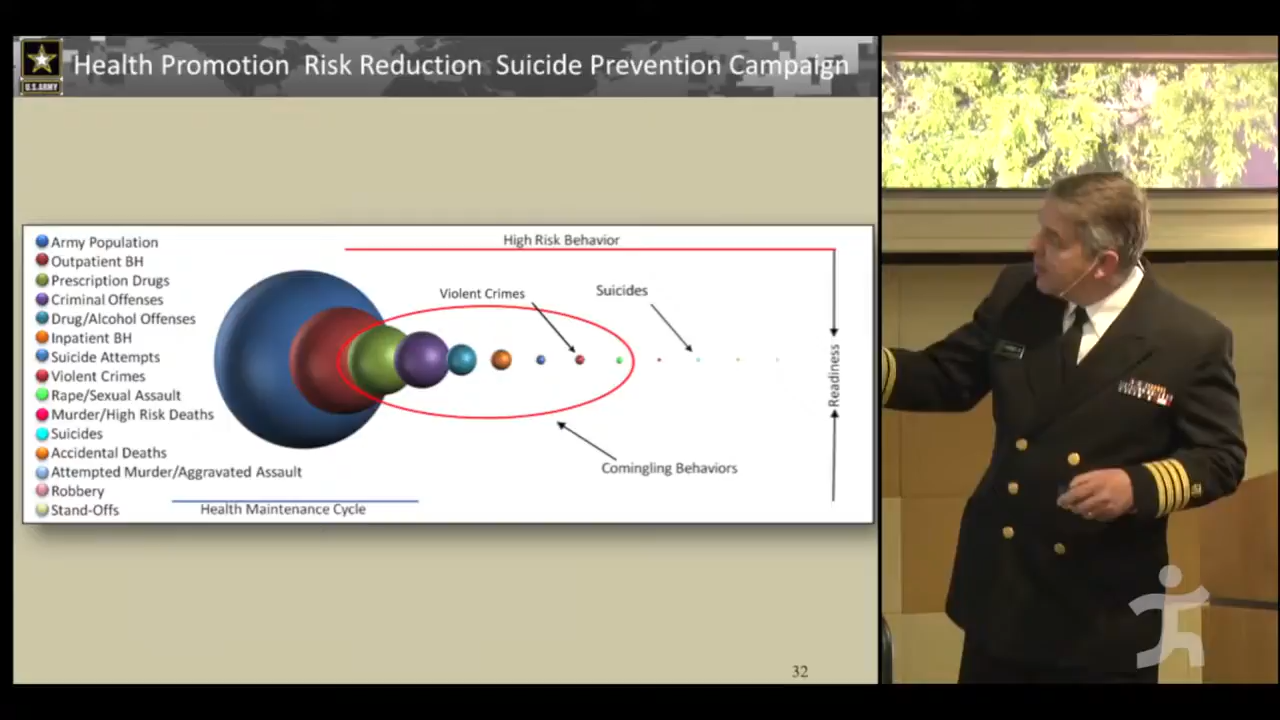 Health Promotion Risk Reduction Suicide Prevention Campaign
U.S.ARMY
Army Population
Outpatient BH
Prescription Drugs
Criminal Offenses
Drug/Alcohol Offenses
Inpatient BH
Suicide Attempts
Violent Crimes
Rape/Sexual Assault
Murder/High Risk Deaths
Suicides
Accidental Deaths
Attempted Murder/Aggravated Assault
Robbery
Stand-Offs
High Risk Behavior
Violent Crimes
Suicides
Readiness
Comingling Behaviors
Health Maintenance Cycle
32